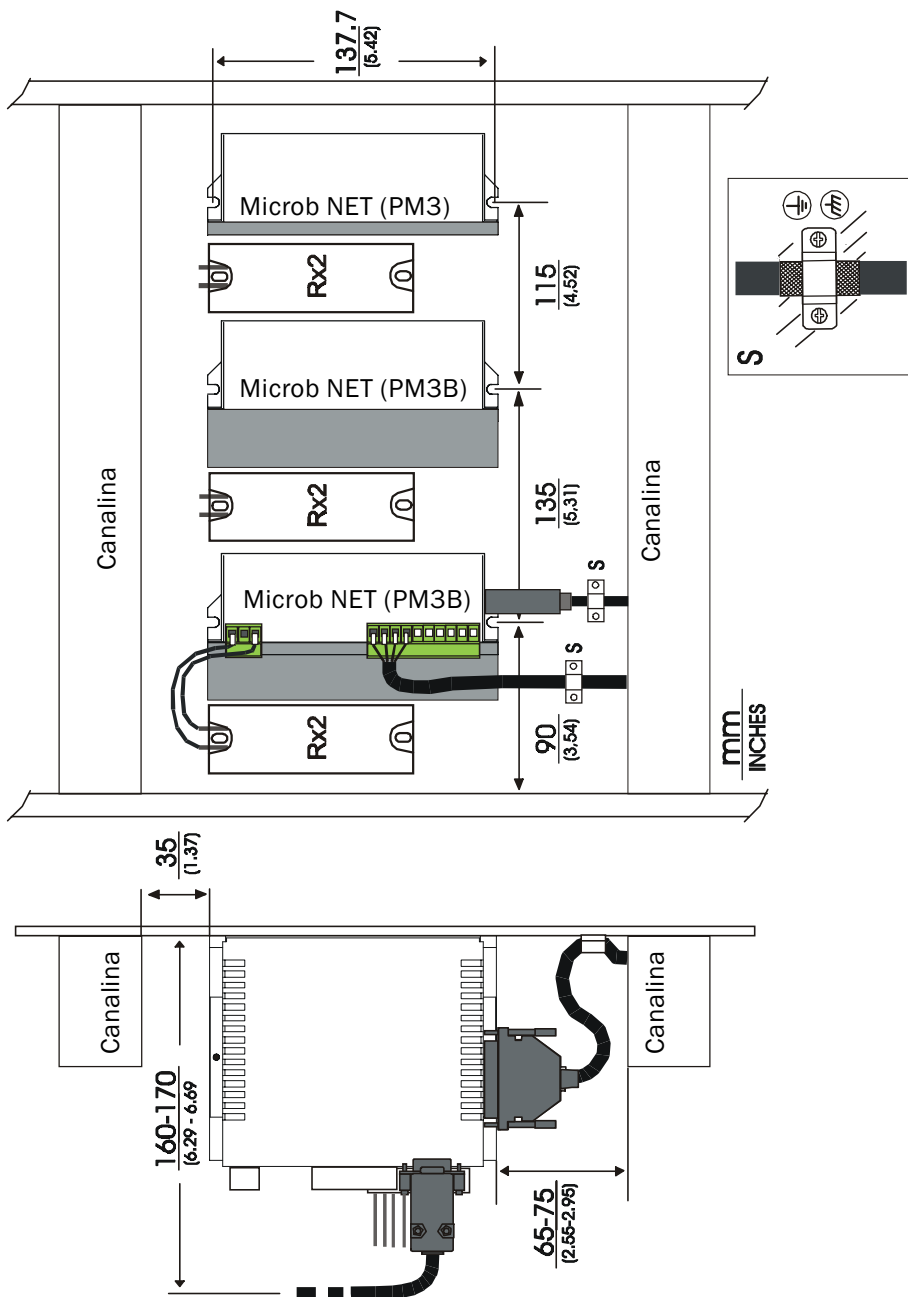 137.7
(5.42)
Microb NET (PM3)
Rx2
115
(4,52)
Microb NET (PM3B)
S
Canalina
Rx2
135
(5,31)
Canalina
Microb NET (PM3B)
S
S
Rx2
90
(3,54)
mm
INCHES
35
(1.37)
Canalina
Canalina
160-170
(6.29 - 6.69
65-75
(2.55-2.95)